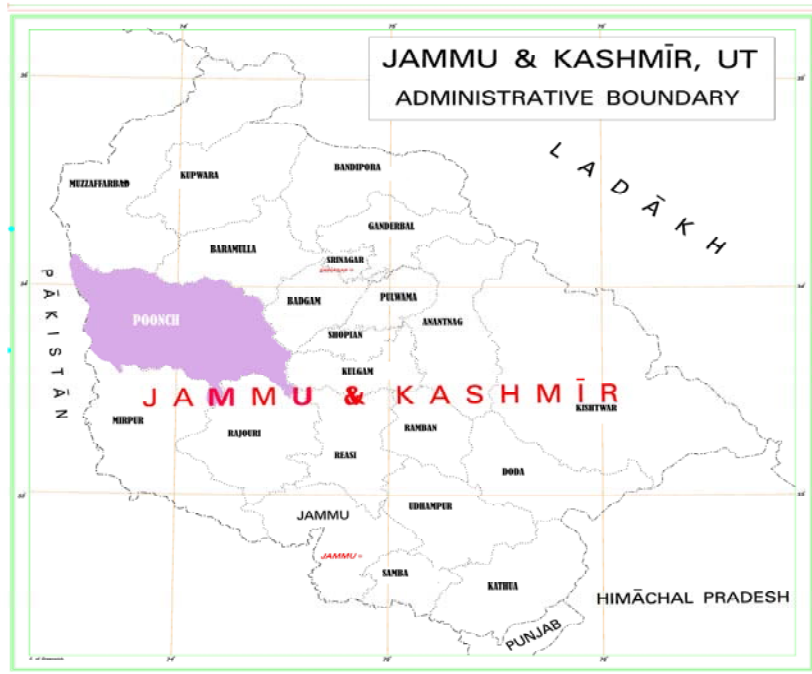 JAMMU & KASHMĪR, UT
ADMINISTRATIVE BOUNDARY
LADĀKH
MUZZAFFARBAD
KUPWARA
BANDIPORA
GANDERBAL
BARAMULLA
SRINAGAR
PĀKISTĀN
BADGAM
PULWAMA
POONCH
ANANTNAG
SHOPIAN
KULGAM
JAMMU & KASHMĪR
KISHTWAR
MIRPUR
RAJOURI
RAMBAN
REASI
DODA
UDHAMPUR
JAMMU
JAMMU
SAMBA
KATHUA
HIMĀCHAL PRADESH
PUNJAB